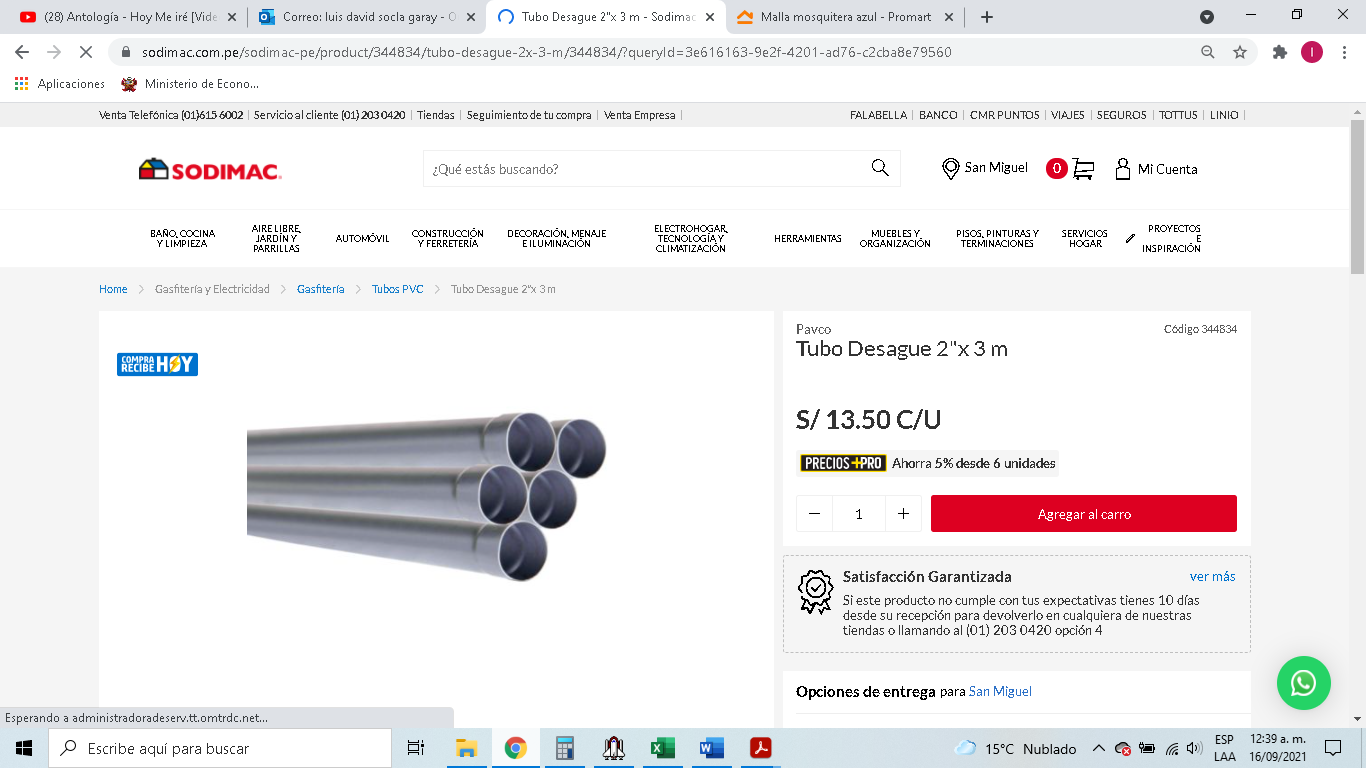 (28) Antología - Hoy Me iré [Vide
Correo: luis david socla garay - O
Tubo Desague 2"x 3 m - Sodimac
Malla mosquitera azul - Promart
sodimac.com.pe/sodimac-pe/product/344834/tubo-desague-2x-3-m/344834/?queryId=3e616163-9e2f-4201-ad76-c2cba8e79560
I
Aplicaciones
Ministerio de Econo...
Venta Telefónica (01)615 6002
Servicio al cliente (01) 203 0420
Tiendas
Seguimiento de tu compra
Venta Empresa
FALABELLA
BANCO
CMR PUNTOS
VIAJES
SEGUROS
TOTTUS
LINIO
SODIMAC
¿Qué estás buscando?
San Miguel
0
Mi Cuenta
BAÑO, COCINA
Y LIMPIEZA
AIRE LIBRE,
JARDÍN Y
PARRILLAS
AUTOMÓVIL
CONSTRUCCIÓN
Y FERRETERÍA
DECORACIÓN, MENAJE
E ILUMINACIÓN
ELECTROHOGAR,
TECNOLOGÍA Y
CLIMATIZACIÓN
HERRAMIENTAS
MUEBLES Y
ORGANIZACIÓN
PISOS, PINTURAS Y
TERMINACIONES
SERVICIOS
HOGAR
PROYECTOS
E
INSPIRACIÓN
Home
Gasfitería y Electricidad
Gasfitería
Tubos PVC
Tubo Desague 2"x 3 m
COMPRA
RECIBE HOY
Pavco
Código 344834
Tubo Desague 2"x 3 m
S/ 13.50 C/U
PRECIOS+PRO Ahorra 5% desde 6 unidades
1
Agregar al carro
Satisfacción Garantizada
ver más
Si este producto no cumple con tus expectativas tienes 10 días
desde su recepción para devolverlo en cualquiera de nuestras
tiendas o llamando al (01) 203 0420 opción 4
Opciones de entrega para San Miguel
Esperando a administradoradeserv.tt.omtrdc.net...
Escribe aquí para buscar
15°C Nublado
ESP
LAA
12:39 a. m.
16/09/2021